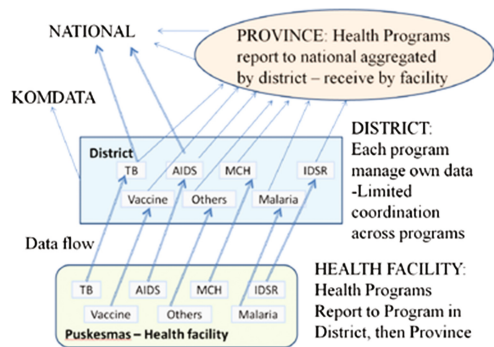 NATIONAL
PROVINCE: Health Programs
report to national aggregated
by district – receive by facility
KOMDATA
District
TB
AIDS
MCH
IDSR
Vaccine
Others
Malaria
DISTRICT:
Each program
manage own data
-Limited
coordination
across programs
Data flow
TB
AIDS
MCH
IDSR
Vaccine
Others
Malaria
Puskesmas – Health facility
HEALTH FACILITY:
Health Programs
Report to Program in
District, then Province